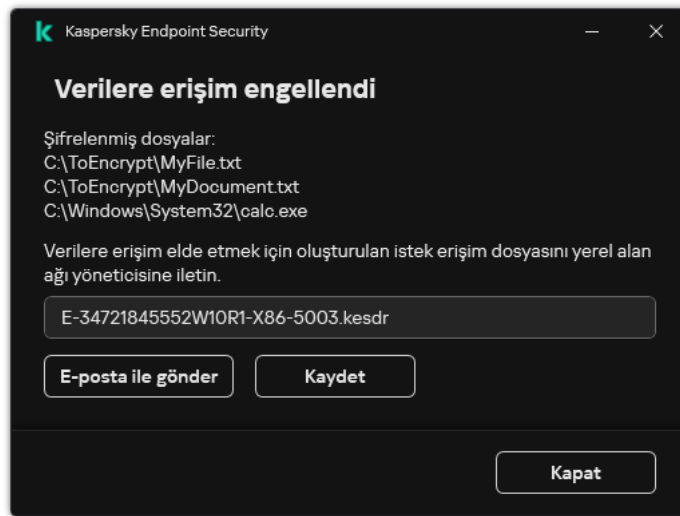 Kaspersky Endpoint Security
Verilere erişim engellendi
Şifrelenmiş dosyalar:
C:\ToEncrypt\MyFile.txt
C:\ToEncrypt\MyDocument.txt
C:\Windows\System32\calc.exe
Verilere erişim elde etmek için oluşturulan istek erişim dosyasını yerel alan
ağı yöneticisine iletin.
E-34721845552W10R1-X86-5003.kesdr
E-posta ile gönder
Kaydet
Kapat